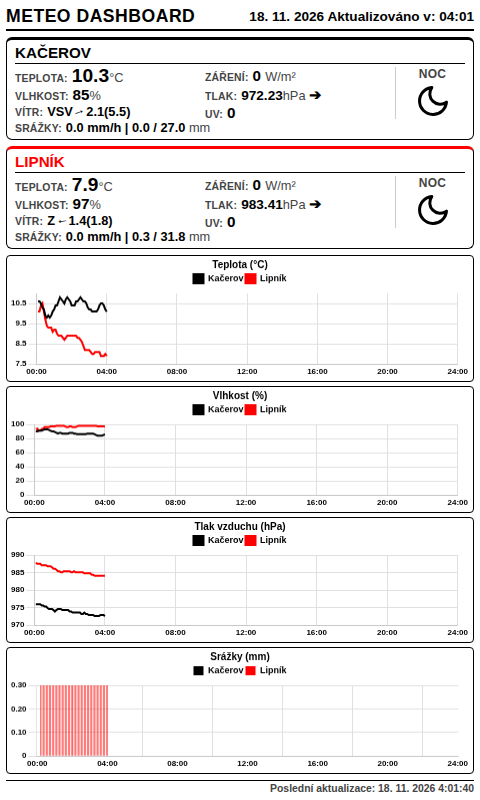 METEO DASHBOARD 18. 11. 2026 Aktualizováno v: 04:01
KAČEROV
TEPLOTA: 10.3°C
VLHKOST: 85%
VÍTR: VSV→2.1(5.5)
SRÁŽKY: 0.0 mm/h | 0.0 / 27.0 mm
ZÁŘENÍ: 0 W/m²
TLAK: 972.23hPa ➔
UV: 0
NOC
LIPNÍK
TEPLOTA: 7.9°C
VLHKOST: 97%
VÍTR: Z←1.4(1.8)
SRÁŽKY: 0.0 mm/h | 0.3 / 31.8 mm
ZÁŘENÍ: 0 W/m²
TLAK: 983.41hPa ➔
UV: 0
NOC
Teplota (°C)
Kačerov Lipník
10.5
9.5
8.5
7.5
00:00 04:00 08:00 12:00 16:00 20:00 24:00
Vlhkost (%)
Kačerov Lipník
100
80
60
40
20
0
00:00 04:00 08:00 12:00 16:00 20:00 24:00
Tlak vzduchu (hPa)
Kačerov Lipník
990
985
980
975
970
00:00 04:00 08:00 12:00 16:00 20:00 24:00
Srážky (mm)
Kačerov Lipník
0.30
0.20
0.10
0
00:00 04:00 08:00 12:00 16:00 20:00 24:00
Poslední aktualizace: 18. 11. 2026 4:01:40